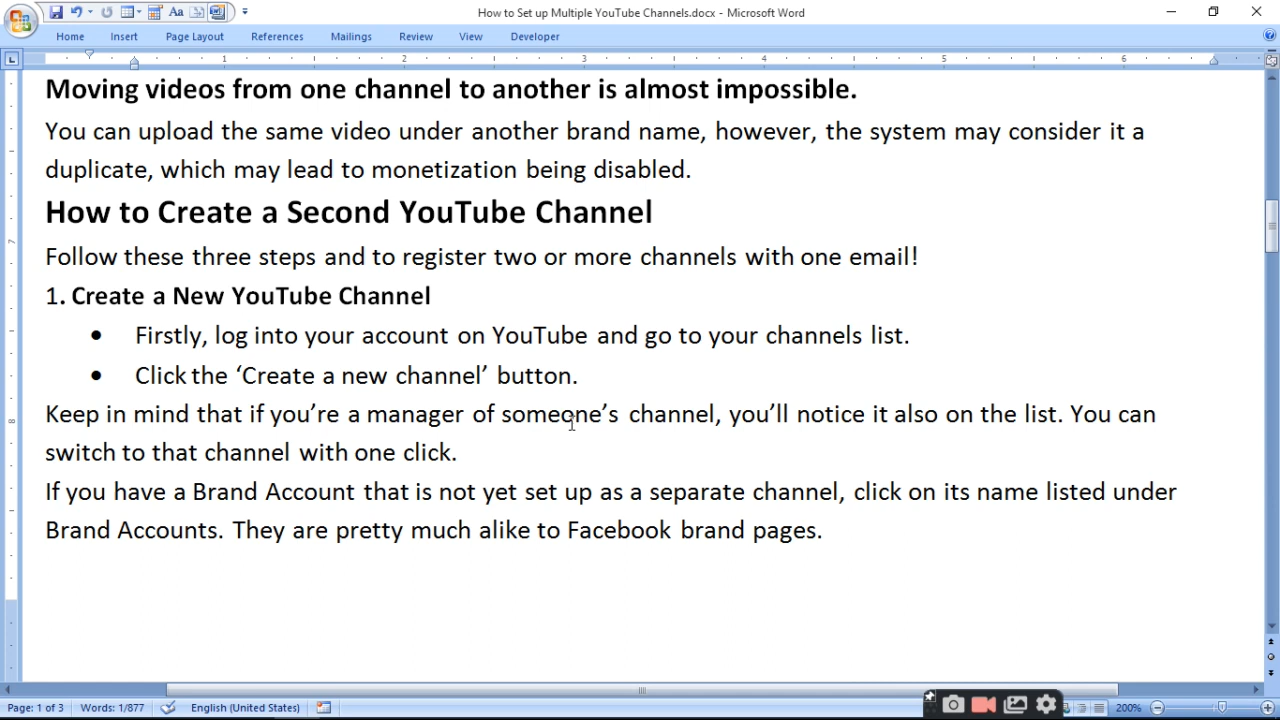 How to Set up Multiple YouTube Channels.docx - Microsoft Word
Home Insert Page Layout References Mailings Review View Developer
1 2 3 4 5 6
Moving videos from one channel to another is almost impossible.
You can upload the same video under another brand name, however, the system may consider it a
duplicate, which may lead to monetization being disabled.
How to Create a Second YouTube Channel
Follow these three steps and to register two or more channels with one email!
1. Create a New YouTube Channel
• Firstly, log into your account on YouTube and go to your channels list.
• Click the ‘Create a new channel’ button.
Keep in mind that if you’re a manager of someone’s channel, you’ll notice it also on the list. You can
switch to that channel with one click.
If you have a Brand Account that is not yet set up as a separate channel, click on its name listed under
Brand Accounts. They are pretty much alike to Facebook brand pages.
Page: 1 of 3 Words: 1/877 English (United States) 200%